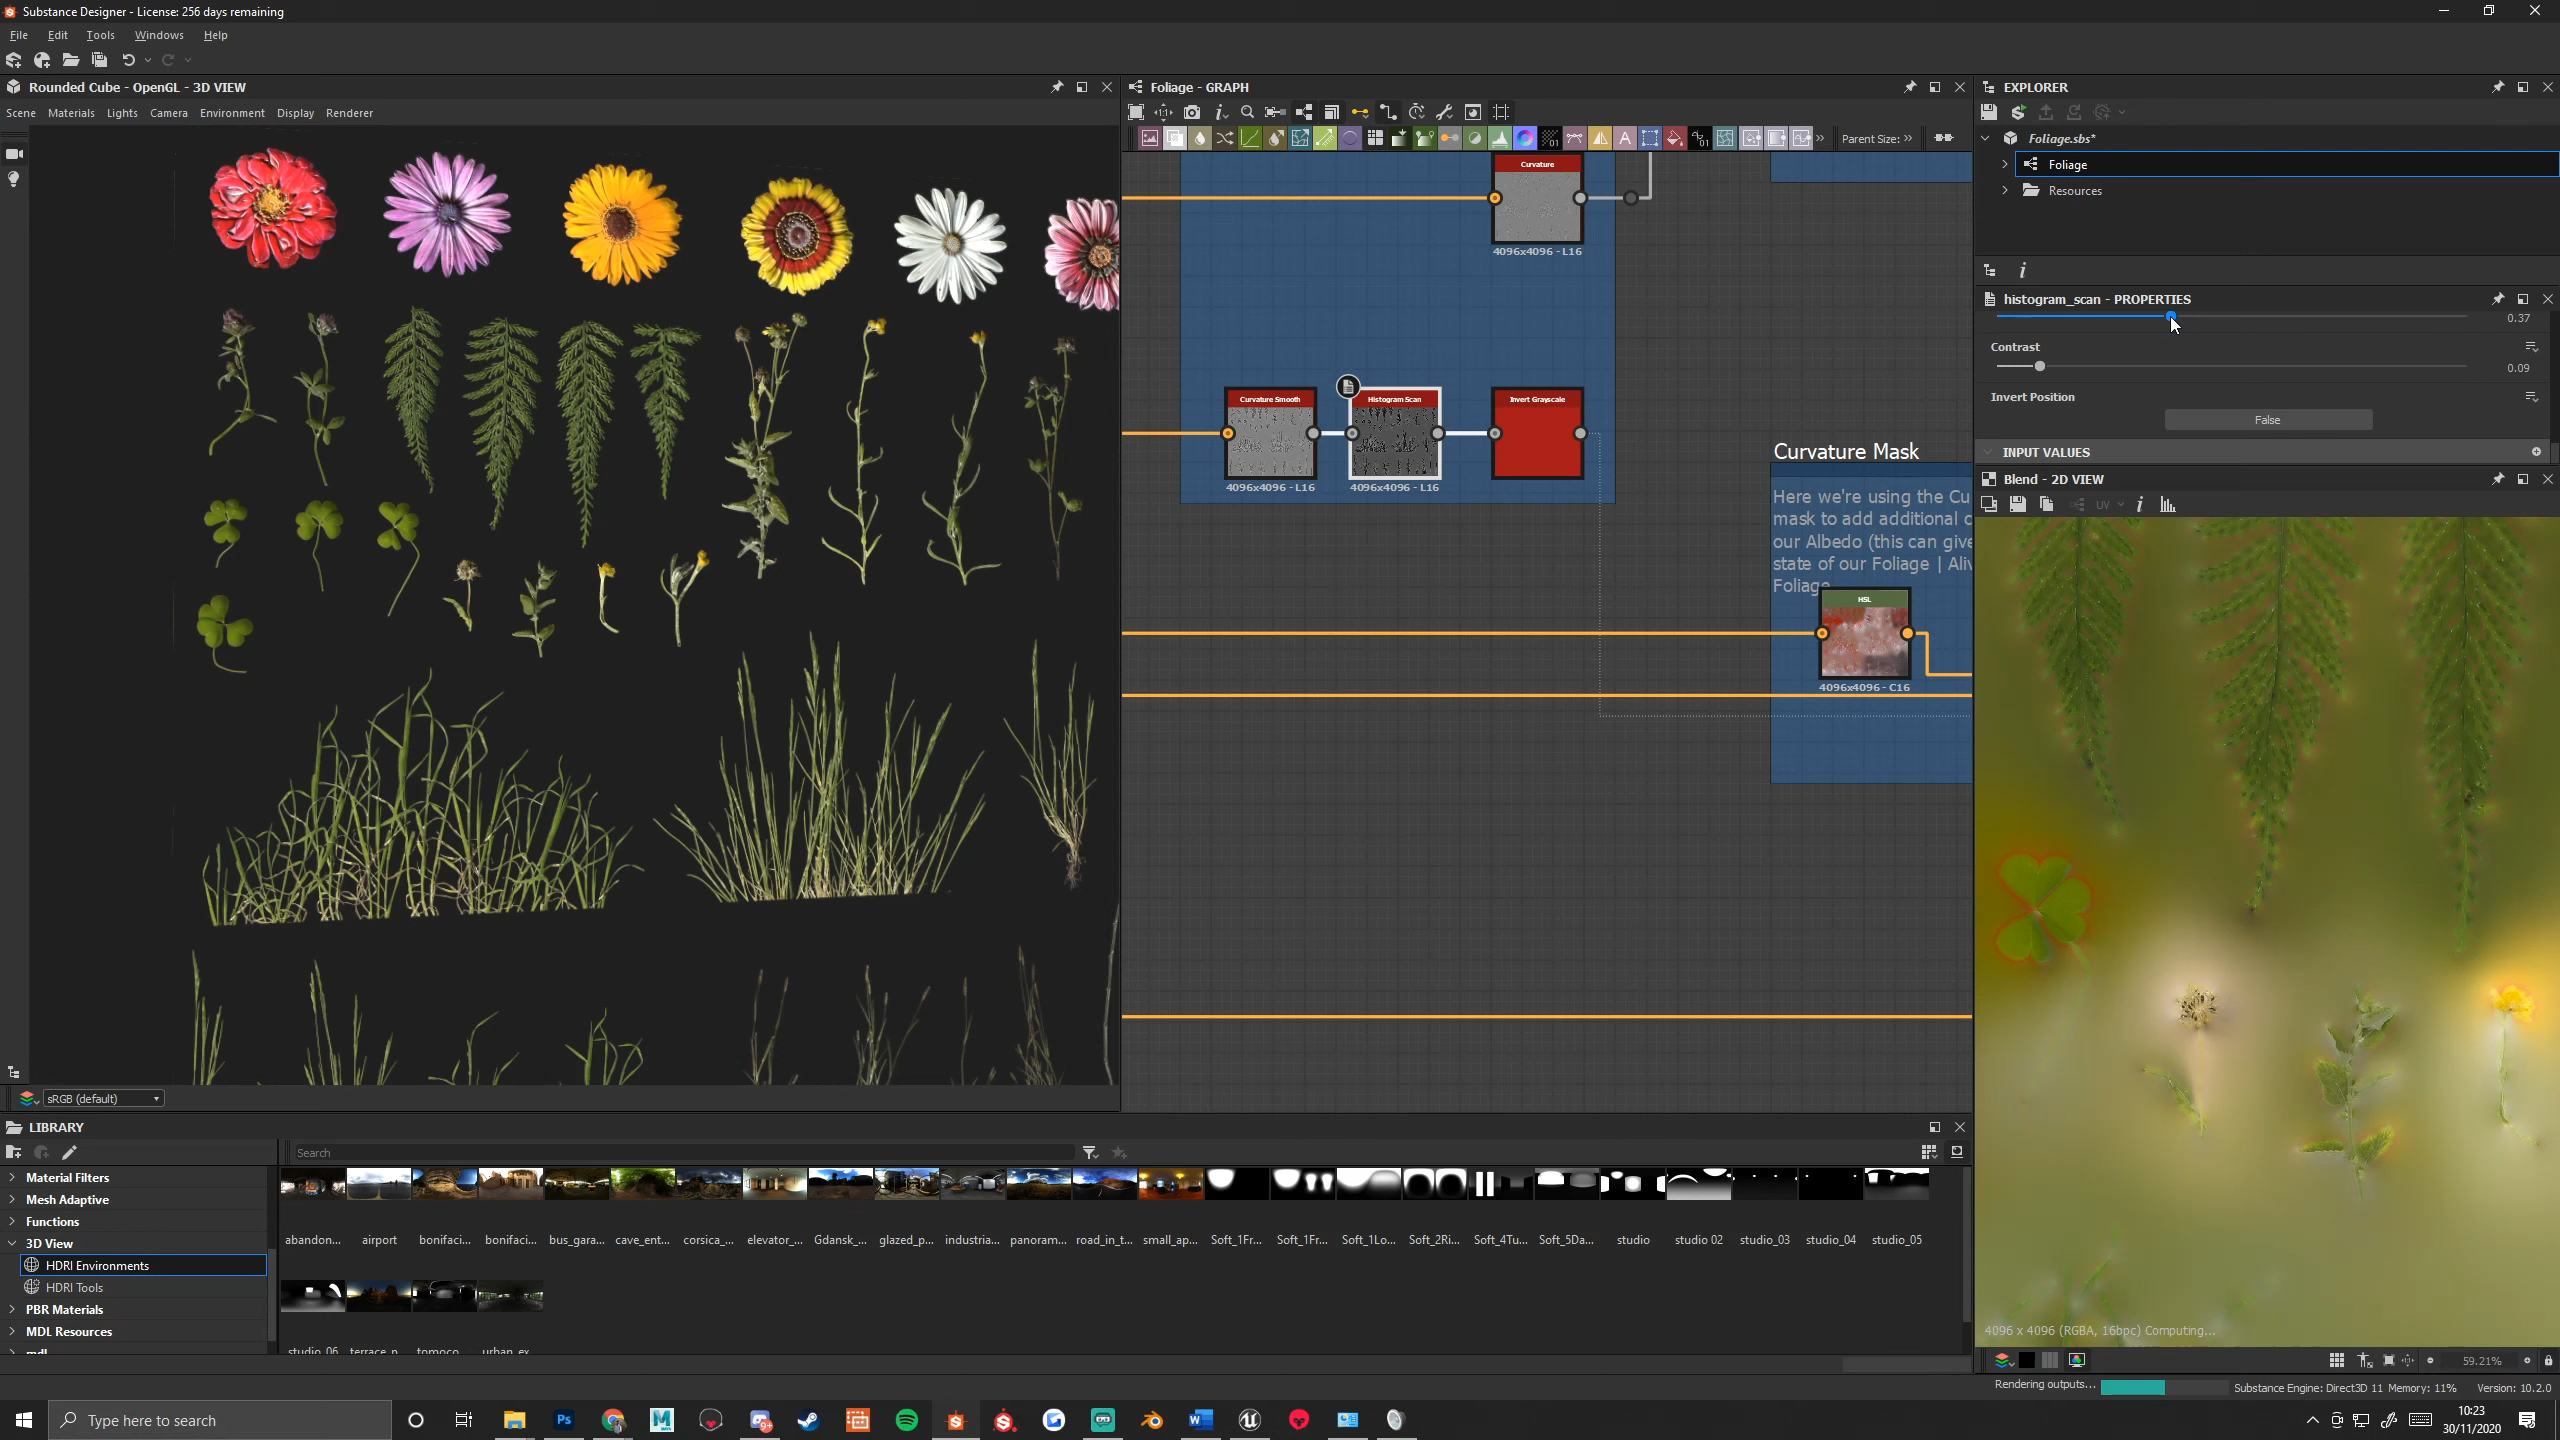 Substance Designer - License: 256 days remaining
File Edit Tools Windows Help
Rounded Cube - OpenGL - 3D VIEW
Scene Materials Lights Camera Environment Display Renderer
sRGB (default)
Foliage - GRAPH
Parent Size: »
Curvature
4096x4096 - L16
Curvature Smooth
4096x4096 - L16
Histogram Scan
4096x4096 - L16
Invert Grayscale
Curvature Mask
Here we're using the Cu
mask to add additional c
our Albedo (this can give
state of our Foliage | Aliv
Foliage
HSL
4096x4096 - C16
EXPLORER
Foliage.sbs*
Foliage
Resources
histogram_scan - PROPERTIES
0.37
Contrast
0.09
Invert Position
False
INPUT VALUES
Blend - 2D VIEW
UV
4096 x 4096 (RGBA, 16bpc) Computing...
59.21%
LIBRARY
Search
Material Filters
Mesh Adaptive
Functions
3D View
HDRI Environments
HDRI Tools
PBR Materials
MDL Resources
mdl
abandon... airport bonifaci... bonifaci... bus_gara... cave_ent... corsica_... elevator_... Gdansk_... glazed_p... industria... panoram... road_in_t... small_ap... Soft_1Fr... Soft_1Fr... Soft_1Lo... Soft_2Ri... Soft_4Tu... Soft_5Da... studio studio 02 studio_03 studio_04 studio_05
studio_06 terrace_n tomoco urban_ex
Rendering outputs... Substance Engine: Direct3D 11 Memory: 11% Version: 10.2.0
Type here to search
Ps
9+
10:23
30/11/2020